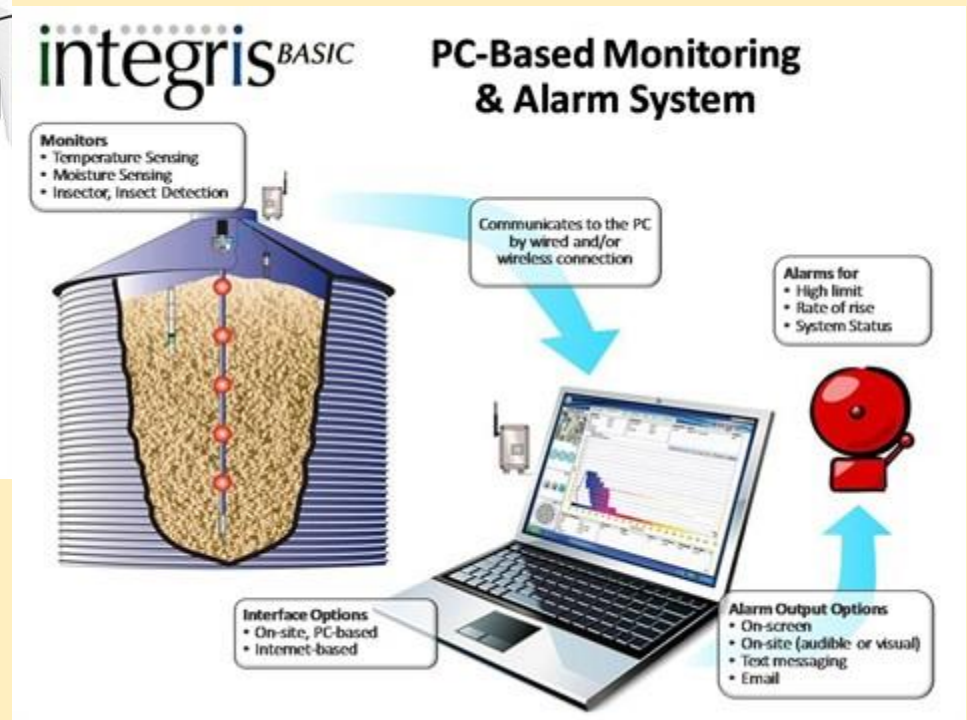 integris BASIC
PC-Based Monitoring
& Alarm System
Monitors
• Temperature Sensing
• Moisture Sensing
• Insector, Insect Detection
Communicates to the PC
by wired and/or
wireless connection
Alarms for
• High limit
• Rate of rise
• System Status
Interface Options
• On-site, PC-based
• Internet-based
Alarm Output Options
• On-screen
• On-site (audible or visual)
• Text messaging
• Email